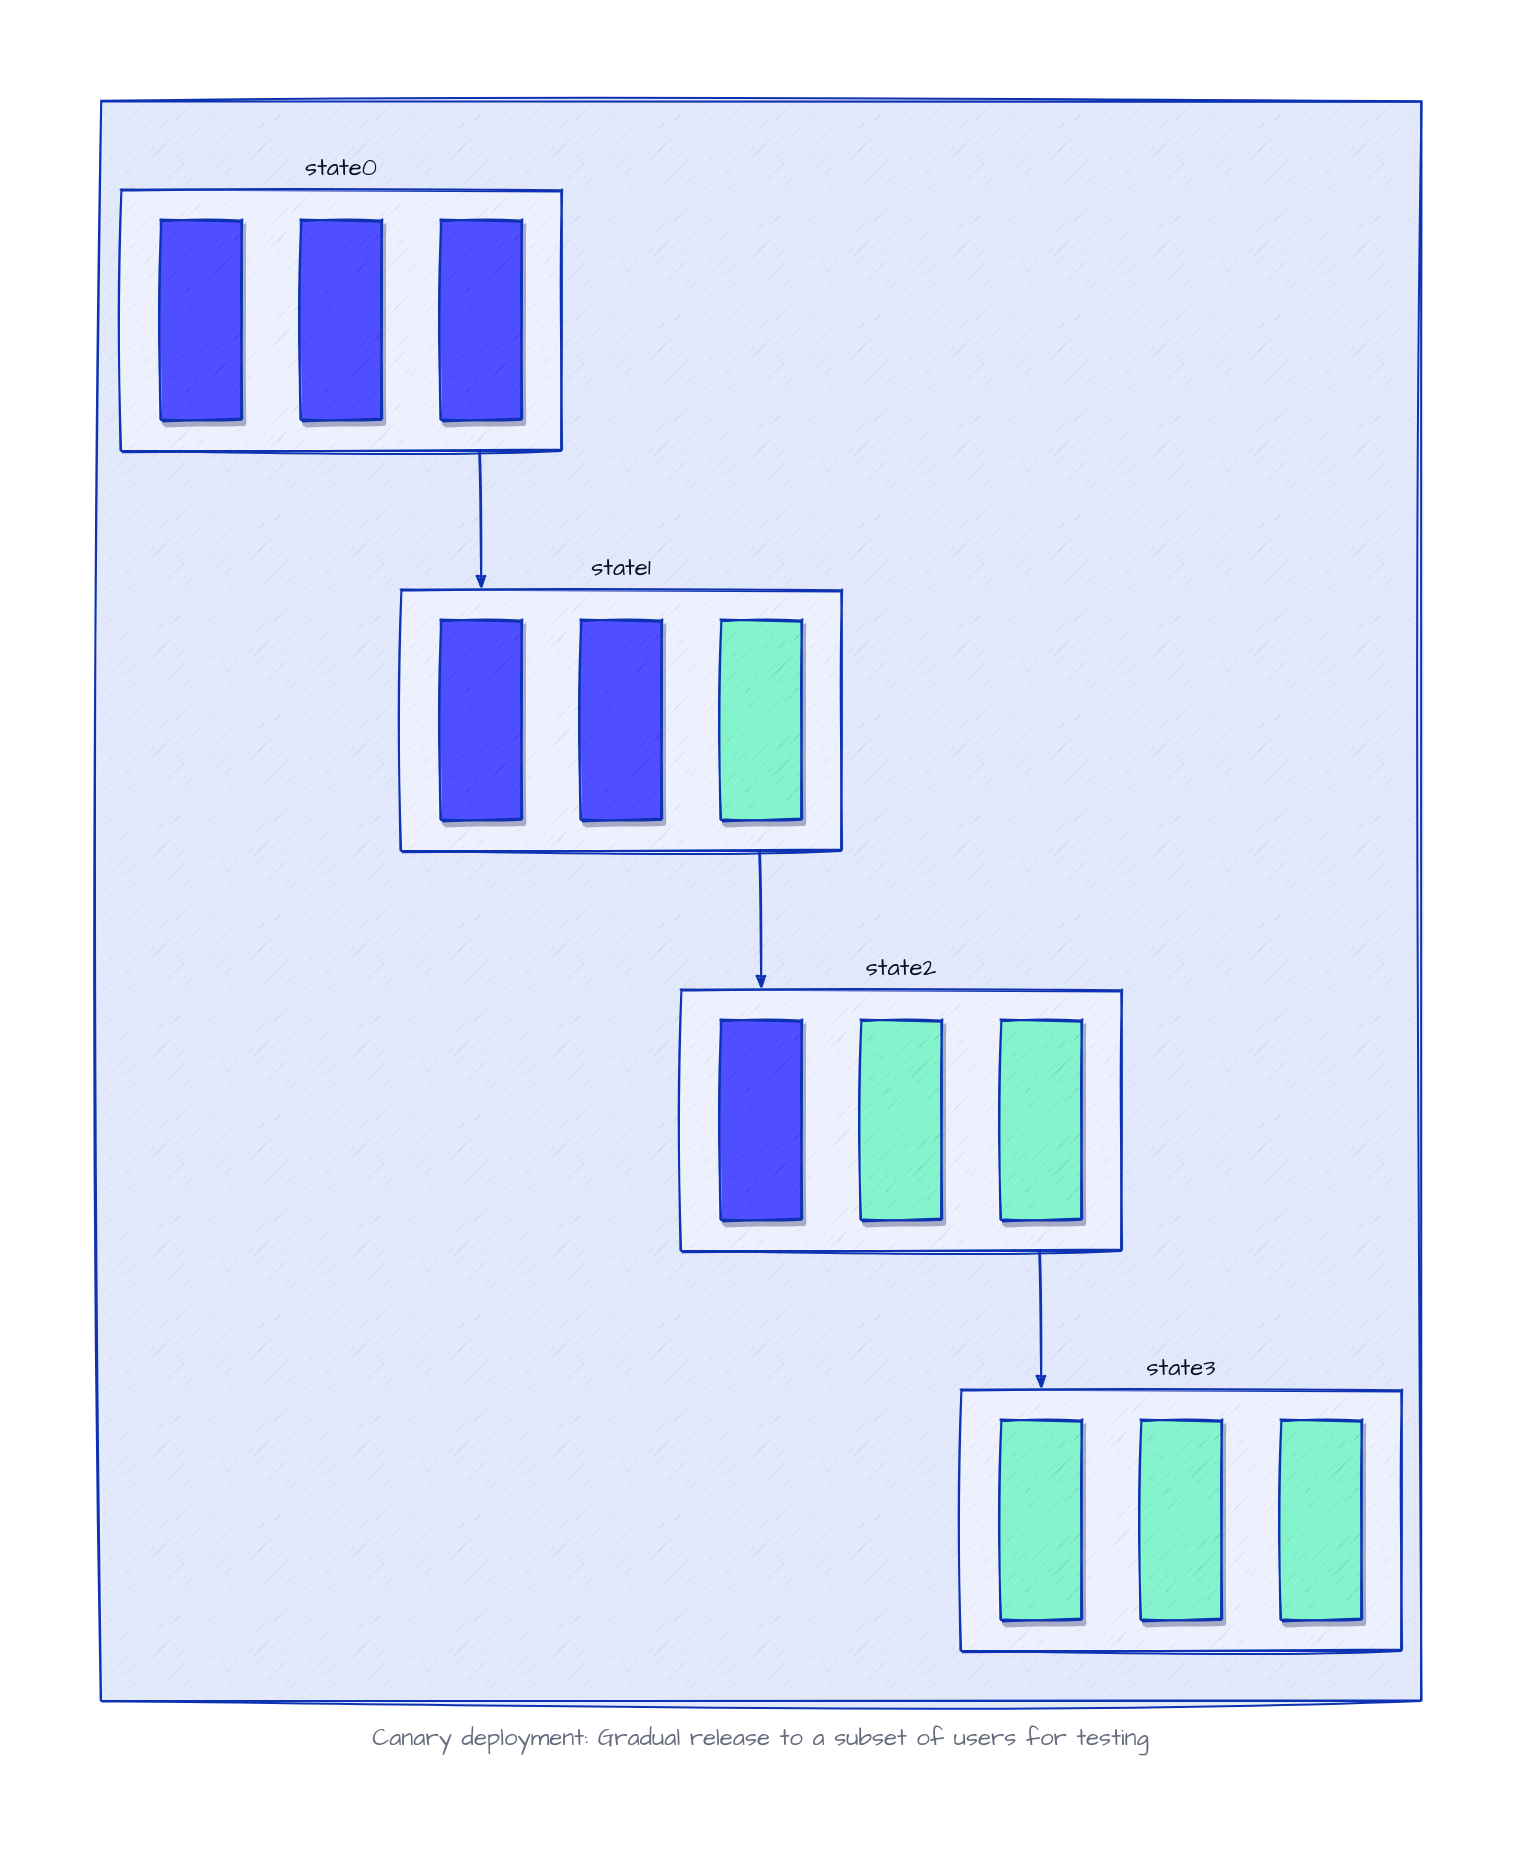 state0
state1
state2
state3
Canary deployment: Gradual release to a subset of users for testing